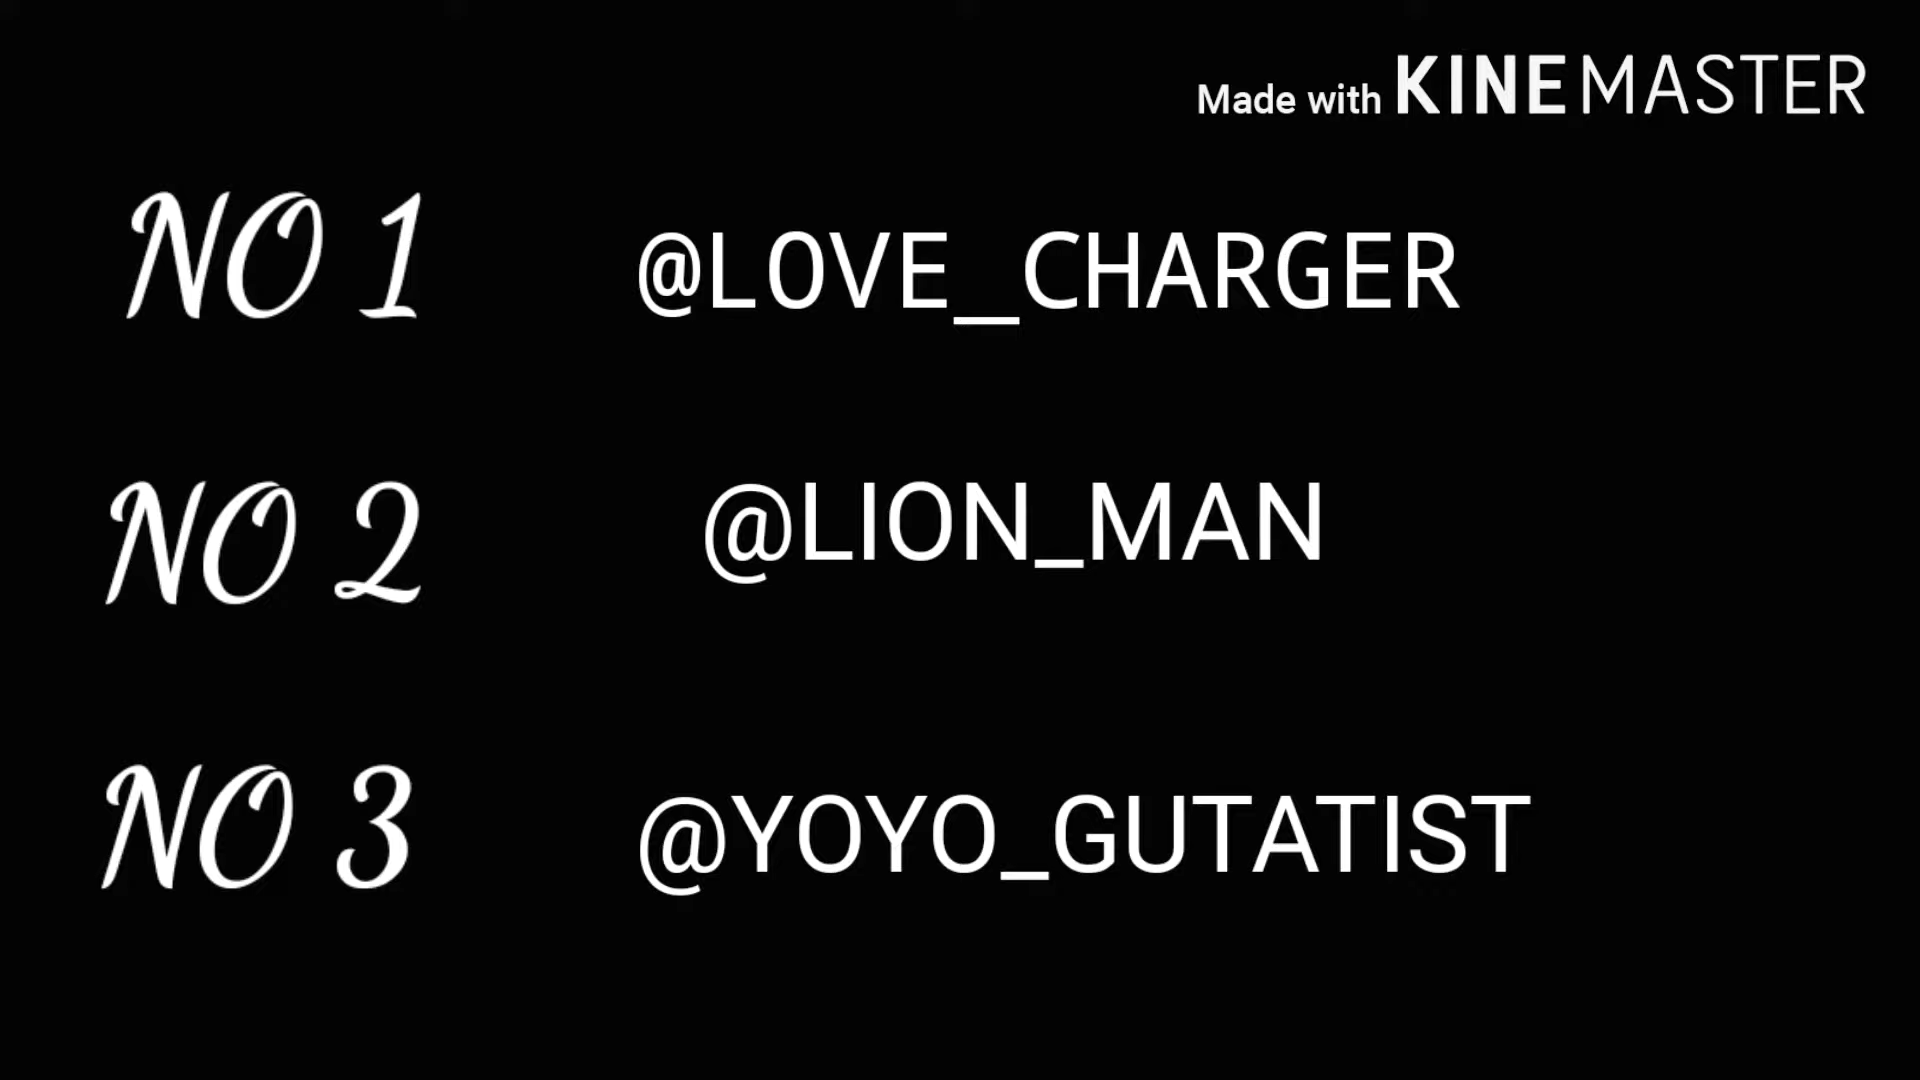 Made with KINEMASTER
NO 1 @LOVE_CHARGER
NO 2 @LION_MAN
NO 3 @YOYO_GUTATIST